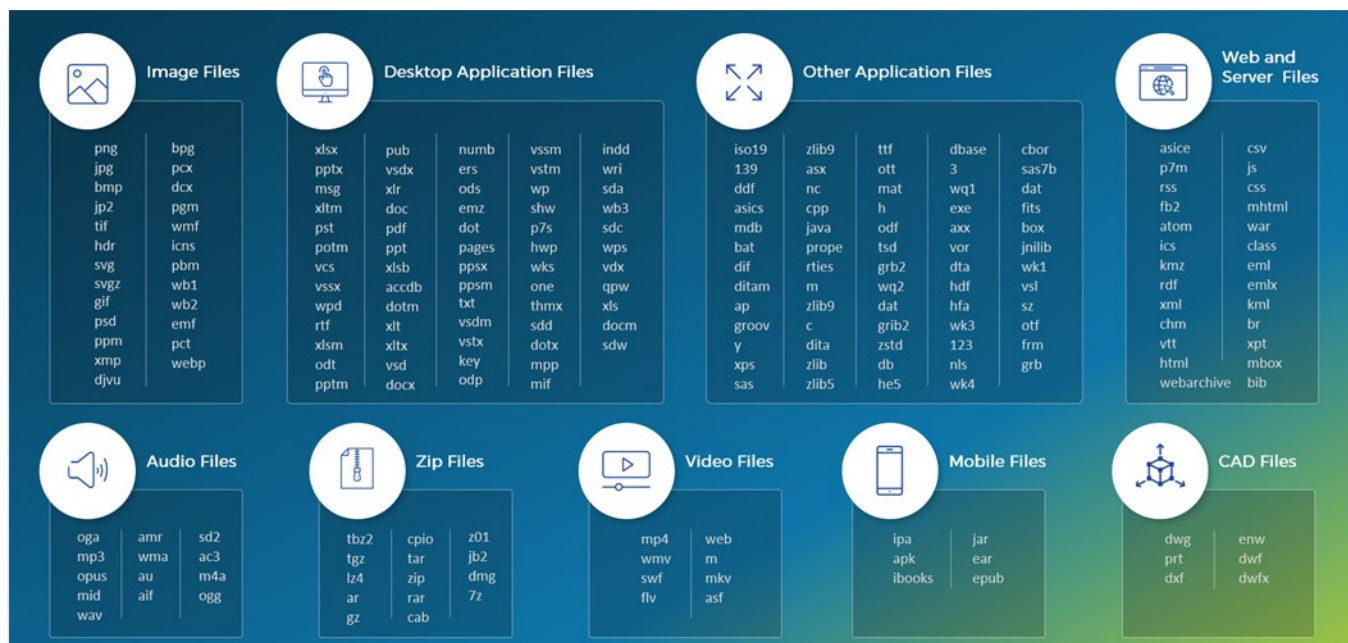 Image Files
png
jpg
bmp
jp2
tif
hdr
svg
svgz
gif
psd
ppm
xmp
djvu
bpg
pcx
dcx
pgm
wmf
icns
pbm
wb1
wb2
emf
pct
webp
Desktop Application Files
xlsx
pptx
msg
xltm
pst
potm
vcs
vssx
wpd
rtf
xlsm
odt
pptm
pub
vsdx
xlr
doc
pdf
ppt
xlsb
accdb
dotm
xlt
xltx
vsd
docx
numb
ers
ods
emz
dot
pages
ppsx
ppsm
txt
vsdm
vstx
key
odp
vssm
vstm
wp
shw
p7s
hwp
wks
one
thmx
sdd
dotx
mpp
mif
indd
wri
sda
wb3
sdc
wps
vdx
qpw
xls
docm
sdw
Other Application Files
iso19
139
ddf
asics
mdb
bat
dif
ditam
ap
groov
y
xps
sas
zlib9
asx
nc
cpp
java
prope
rties
m
zlib9
c
dita
zlib
zlib5
ttf
ott
mat
h
odf
tsd
grb2
wq2
dat
grib2
zstd
db
he5
dbase
3
wq1
exe
axx
vor
dta
hdf
hfa
wk3
123
nls
wk4
cbor
sas7b
dat
fits
box
jnilib
wk1
vsl
sz
otf
frm
grb
Web and
Server Files
asice
p7m
rss
fb2
atom
ics
kmz
rdf
xml
chm
vtt
html
webarchive
csv
js
css
mhtml
war
class
eml
emlx
kml
br
xpt
mbox
bib
Audio Files
oga
mp3
opus
mid
wav
amr
wma
au
aif
sd2
ac3
m4a
ogg
Zip Files
tbz2
tgz
lz4
ar
gz
cpio
tar
zip
rar
cab
z01
jb2
dmg
7z
Video Files
mp4
wmv
swf
flv
web
m
mkv
asf
Mobile Files
ipa
apk
ibooks
jar
ear
epub
CAD Files
dwg
prt
dxf
enw
dwf
dwfx